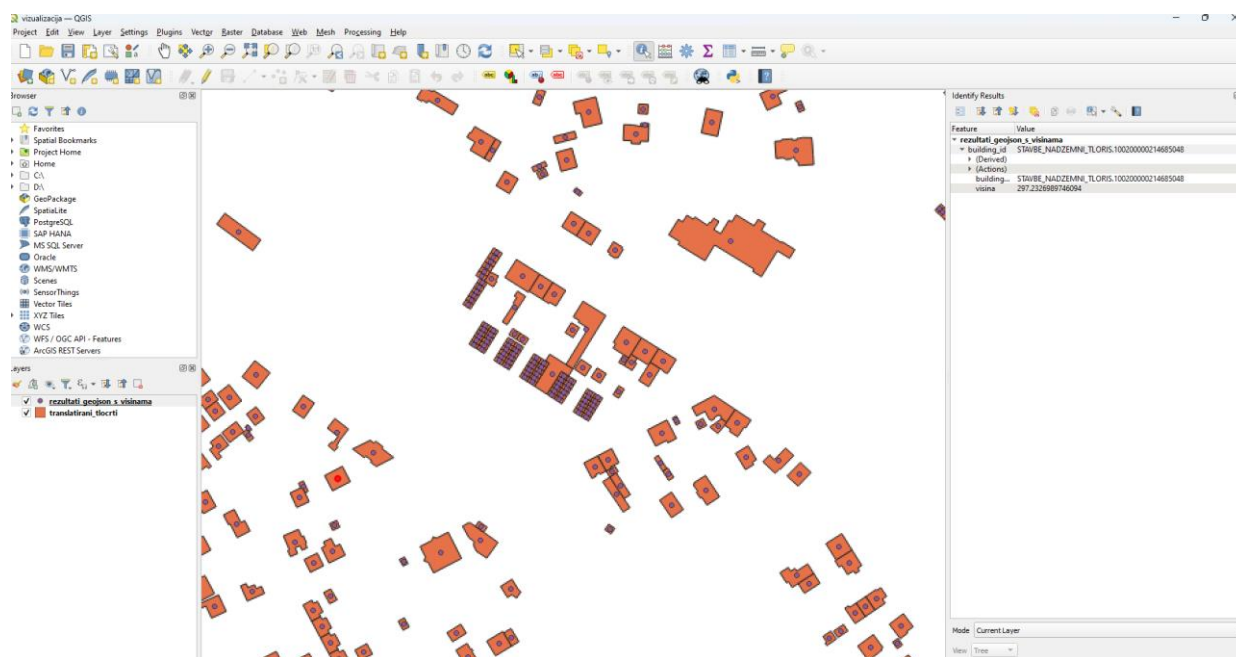 vizualizacija — QGIS
Project Edit View Layer Settings Plugins Vector Raster Database Web Mesh Processing Help
Browser
Favorites
Spatial Bookmarks
Project Home
Home
C:\
D:\
GeoPackage
SpatiaLite
PostgreSQL
SAP HANA
MS SQL Server
Oracle
WMS/WMTS
Scenes
SensorThings
Vector Tiles
XYZ Tiles
WCS
WFS / OGC API - Features
ArcGIS REST Servers
ayers
rezultati_geojson_s_visinama
translatirani_tlocrti
Identify Results
Feature Value
rezultati_geojson_s_visinama
building_id STAVBE_NADZEMNI_TLORIS.100200000214685048
(Derived)
(Actions)
building... STAVBE_NADZEMNI_TLORIS.100200000214685048
visina 297.2326989746094
Mode Current Layer
View Tree